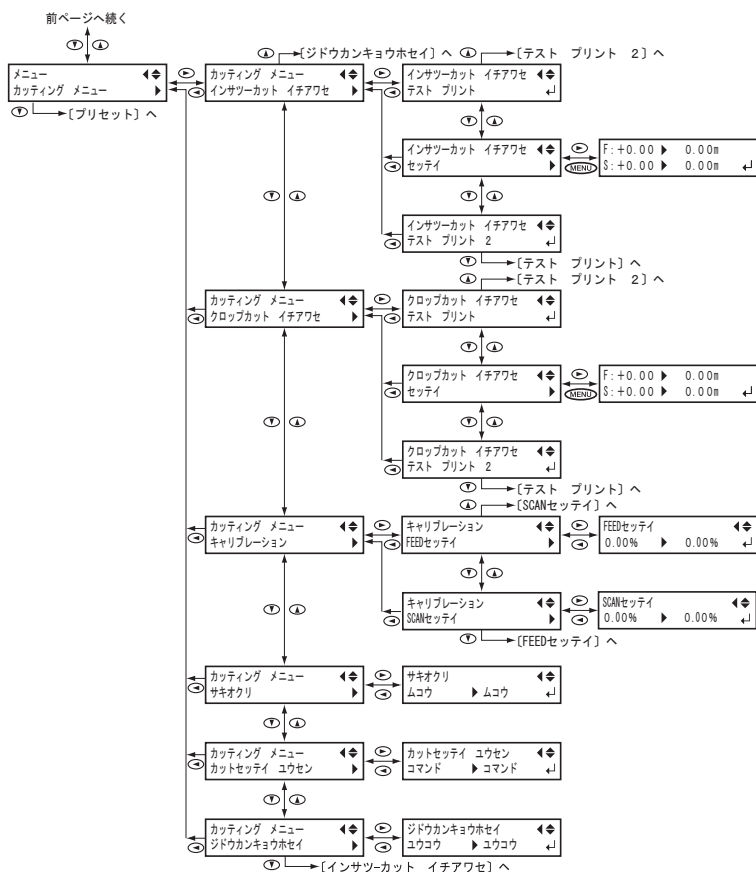 前ページへ続く
メニュー
カッティング メニュー
〔プリセット〕へ
〔ジドウカンキョウホセイ〕へ
カッティング メニュー
インサツーカット イチアワセ
〔テスト プリント 2〕へ
インサツーカット イチアワセ
テスト プリント
インサツーカット イチアワセ
セッテイ
MENU
F:+0.00 0.00m
S:+0.00 0.00m
インサツーカット イチアワセ
テスト プリント 2
〔テスト プリント〕へ
〔テスト プリント 2〕へ
カッティング メニュー
クロップカット イチアワセ
クロップカット イチアワセ
テスト プリント
クロップカット イチアワセ
セッテイ
MENU
F:+0.00 0.00m
S:+0.00 0.00m
クロップカット イチアワセ
テスト プリント 2
〔テスト プリント〕へ
〔SCANセッテイ〕へ
カッティング メニュー
キャリブレーション
キャリブレーション
FEEDセッテイ
FEEDセッテイ
0.00% 0.00%
キャリブレーション
SCANセッテイ
SCANセッテイ
0.00% 0.00%
〔FEEDセッテイ〕へ
カッティング メニュー
サキオクリ
サキオクリ
ムコウ ムコウ
カッティング メニュー
カットセッテイ ユウセン
カットセッテイ ユウセン
コマンド コマンド
カッティング メニュー
ジドウカンキョウホセイ
ジドウカンキョウホセイ
ユウコウ ユウコウ
〔インサツ-カット イチアワセ〕へ